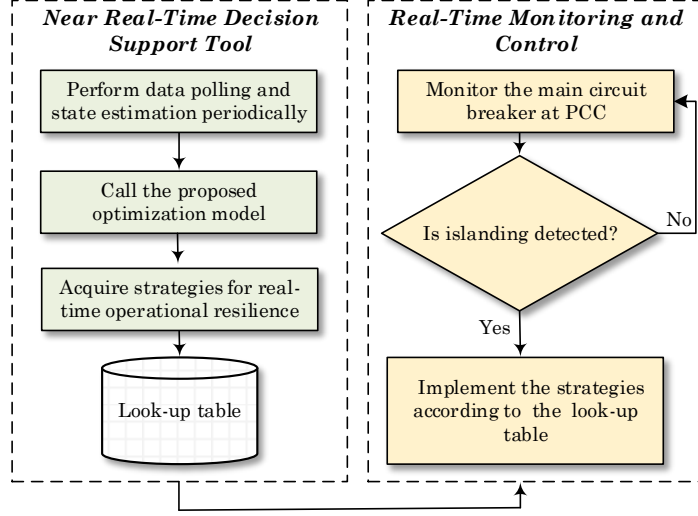 Near Real-Time Decision
Support Tool
Perform data polling and
state estimation periodically
Call the proposed
optimization model
Acquire strategies for real-
time operational resilience
Look-up table
Real-Time Monitoring and
Control
Monitor the main circuit
breaker at PCC
Is islanding detected?
No
Yes
Implement the strategies
according to the look-up
table